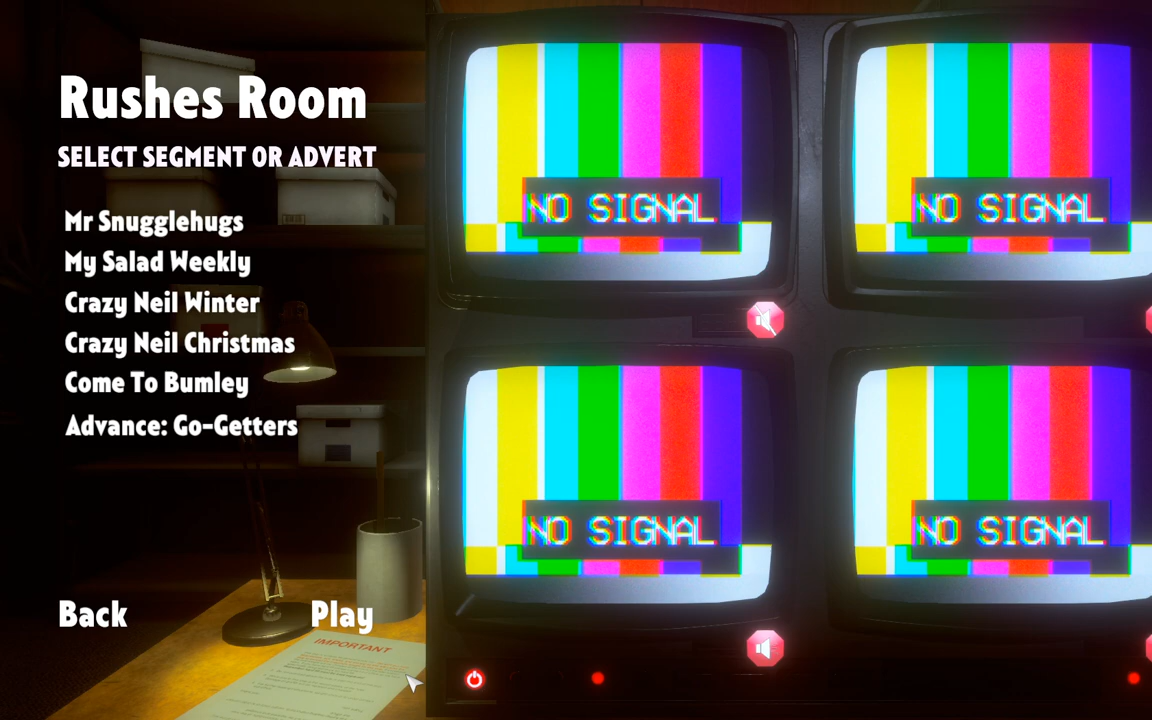 Rushes Room
SELECT SEGMENT OR ADVERT
Mr Snugglehugs
My Salad Weekly
Crazy Neil Winter
Crazy Neil Christmas
Come To Bumley
Advance: Go-Getters
Back
Play
IMPORTANT
NO SIGNAL
NO SIGNAL
NO SIGNAL
NO SIGNAL